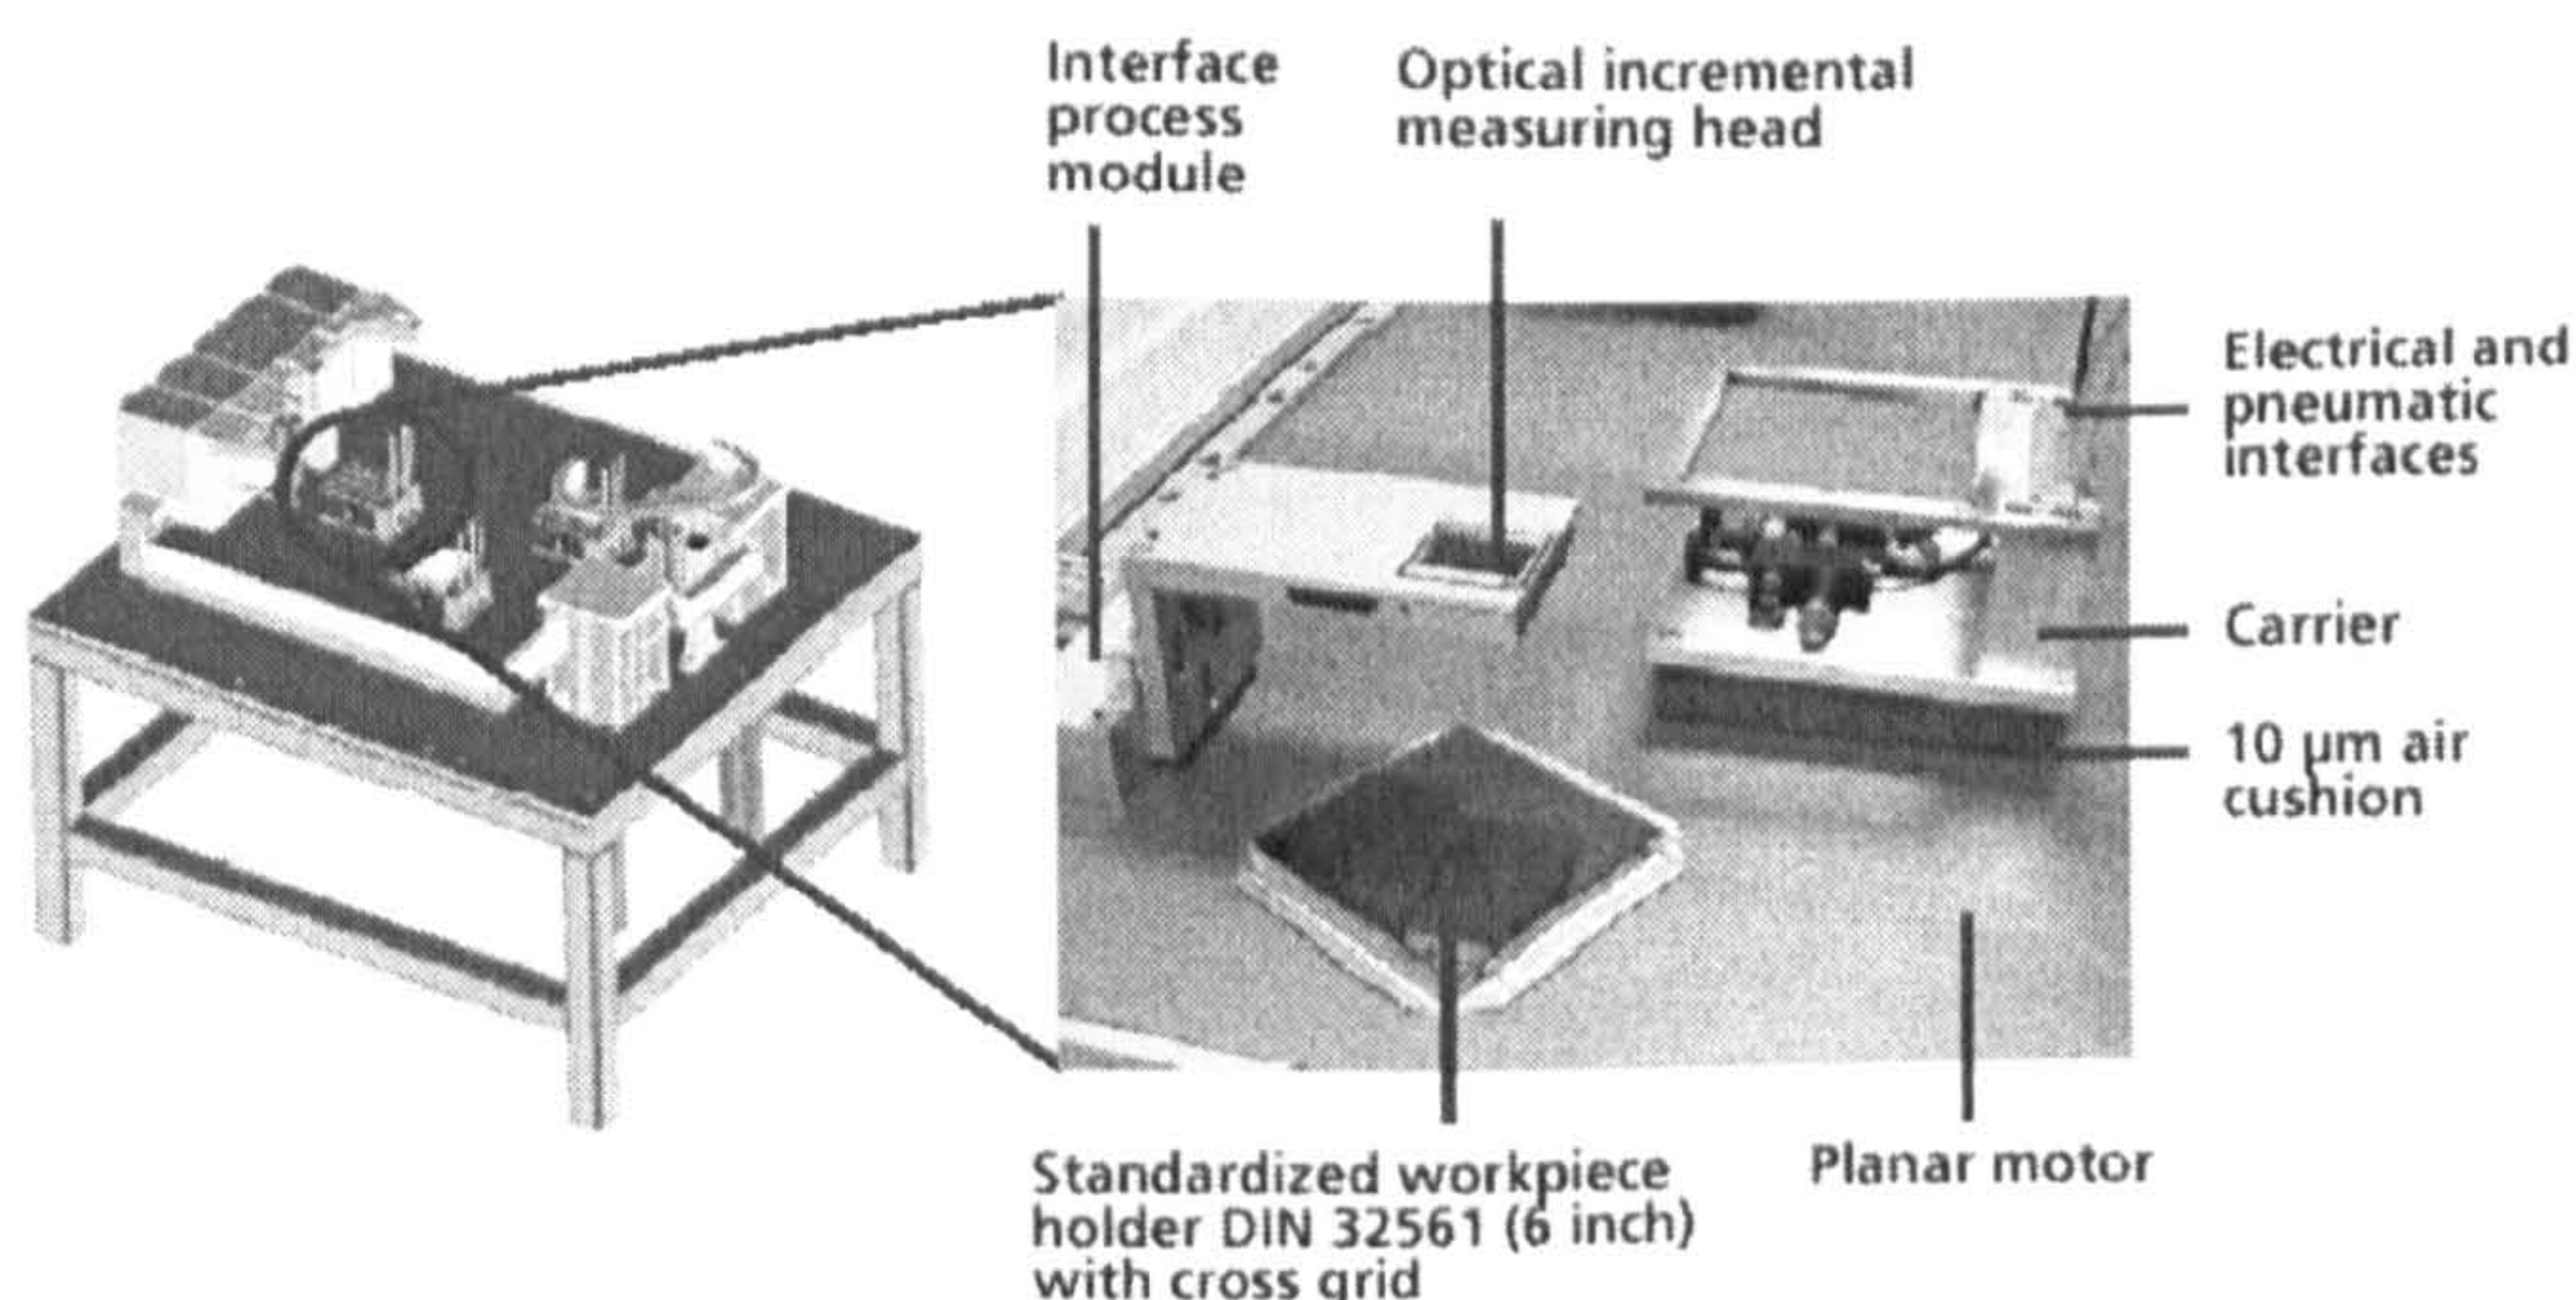 Interface
process
module
Optical incremental
measuring head
Electrical and
pneumatic
interfaces
Carrier
10 µm air
cushion
Standardized workpiece
holder DIN 32561 (6 inch)
with cross grid
Planar motor